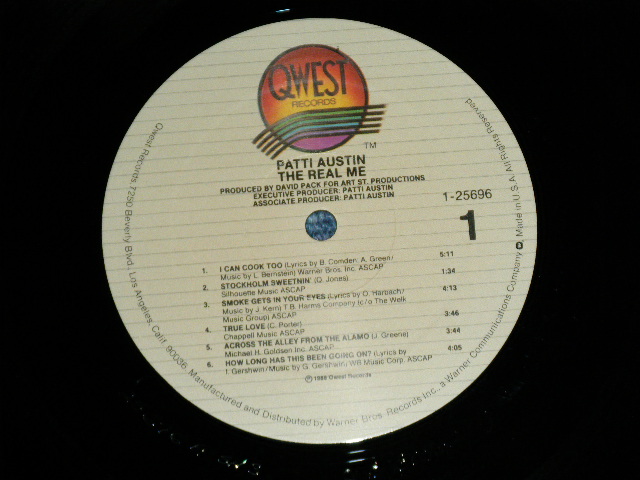 QWEST
RECORDS
TM
PATTI AUSTIN
THE REAL ME
PRODUCED BY DAVID PACK FOR ART ST. PRODUCTIONS
EXECUTIVE PRODUCER: PATTI AUSTIN
ASSOCIATE PRODUCER: PATTI AUSTIN
1-25696
1
1. I CAN COOK TOO (Lyrics by B. Comden, A. Green/ 5:11
Music by L. Bernstein) Warner Bros. Inc. ASCAP
2. STOCKHOLM SWEETNIN' (Q. Jones) 1:34
Silhouette Music ASCAP
3. SMOKE GETS IN YOUR EYES (Lyrics by O. Harbach/ 4:13
Music by J. Kern) T.B. Harms Company (c/o The Welk
Music Group) ASCAP
4. TRUE LOVE (C. Porter) 3:46
Chappell Music ASCAP
5. ACROSS THE ALLEY FROM THE ALAMO (J. Greene) 3:44
Michael H. Goldsen Inc. ASCAP
6. HOW LONG HAS THIS BEEN GOING ON? (Lyrics by 4:05
I. Gershwin/Music by G. Gershwin) WB Music Corp. ASCAP
℗ 1988 Qwest Records
Qwest Records, 7250 Beverly Blvd., Los Angeles, Calif. 90036, Manufactured and Distributed by Warner Bros. Records Inc., a Warner Communications Company Made in U.S.A. All Rights Reserved